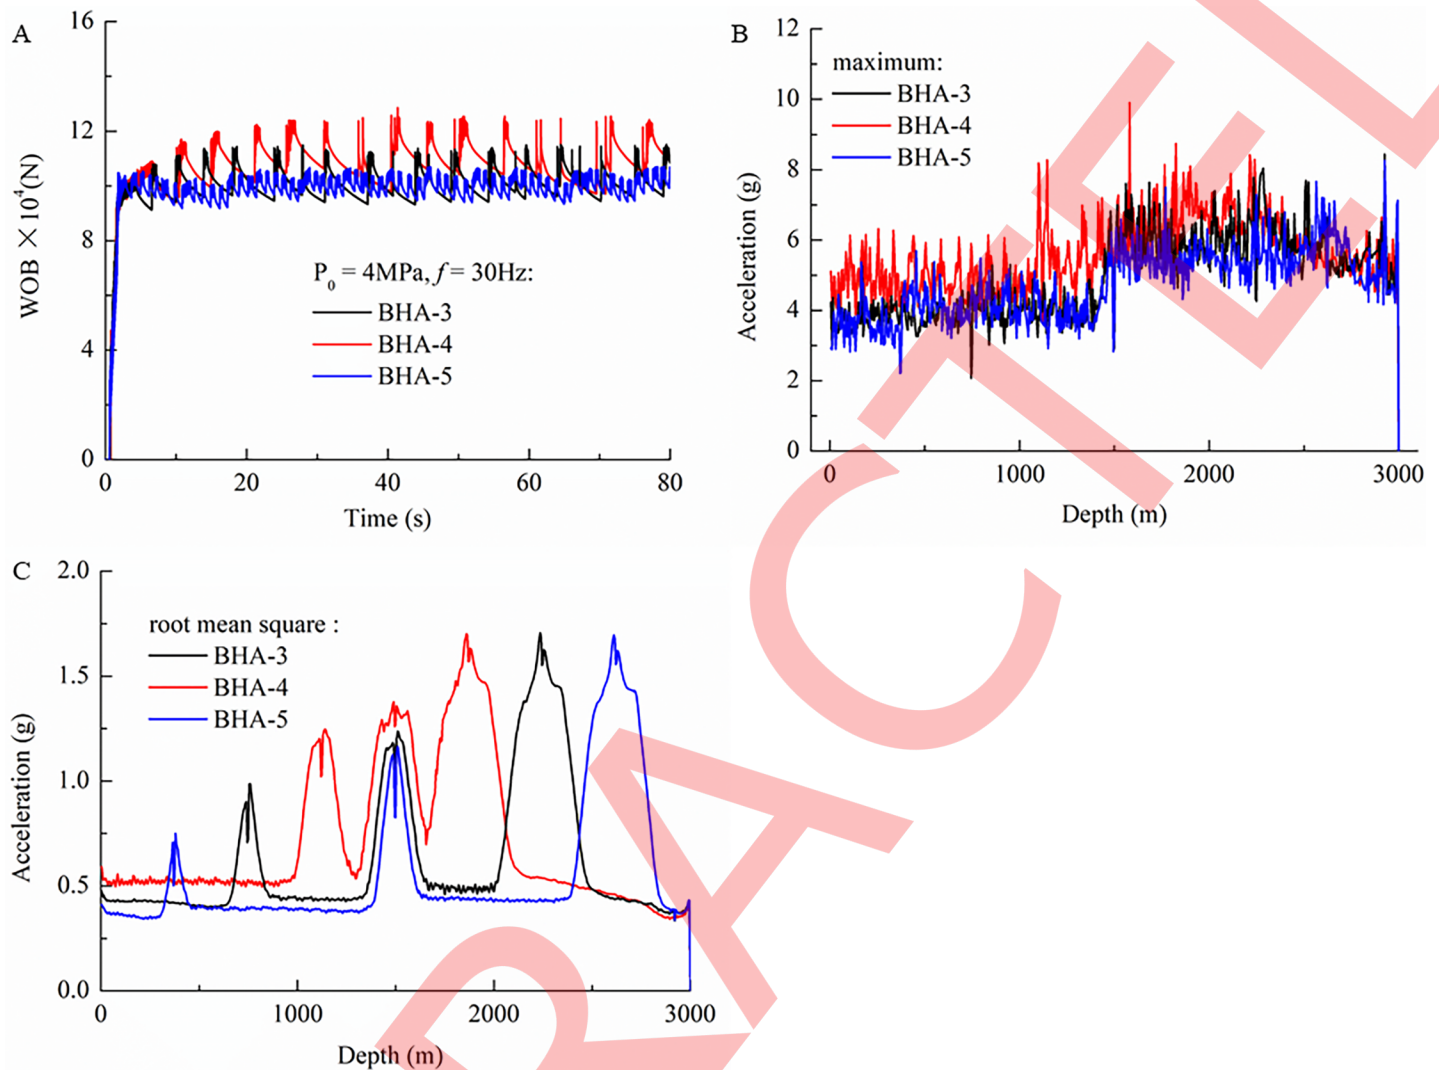 A
16
12
8
4
0
WOB × 10⁴(N)
P₀ = 4MPa, f = 30Hz:
BHA-3
BHA-4
BHA-5
0 20 40 60 80
Time (s)
B
12
10
8
6
4
2
0
Acceleration (g)
maximum:
BHA-3
BHA-4
BHA-5
0 1000 2000 3000
Depth (m)
C
2.0
1.5
1.0
0.5
0.0
Acceleration (g)
root mean square :
BHA-3
BHA-4
BHA-5
0 1000 2000 3000
Depth (m)
RACTE